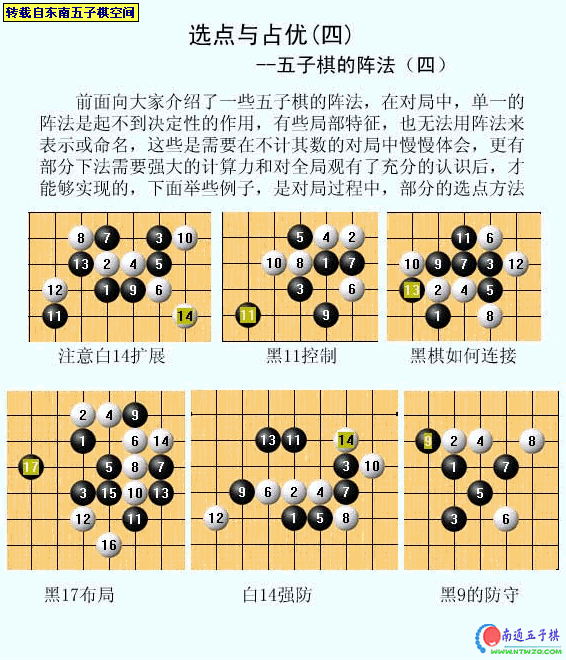 转载自东南五子棋空间
选点与占优(四)
--五子棋的阵法（四）
前面向大家介绍了一些五子棋的阵法，在对局中，单一的
阵法是起不到决定性的作用，有些局部特征，也无法用阵法来
表示或命名，这些是需要在不计其数的对局中慢慢体会，更有
部分下法需要强大的计算力和对全局观有了充分的认识后，才
能够实现的，下面举些例子，是对局过程中，部分的选点方法
8 7 3 10
13 2 4 5
12 1 9 6
11 14
注意白14扩展
5 4 2
10 8 1 7
3 6
11 9
黑11控制
11 6
10 9 7 3 12
13 2 4 5
1 8
黑棋如何连接
2 4 9
1 6 14
17 5 8 7
3 15 10 13
12 11
16
黑17布局
13 11 14
3 10
9 6 2 4 7
12 1 5 8
白14强防
9 2 4 8
1 7
5
3 6
黑9的防守
南通五子棋
WWW.NTWZQ.COM